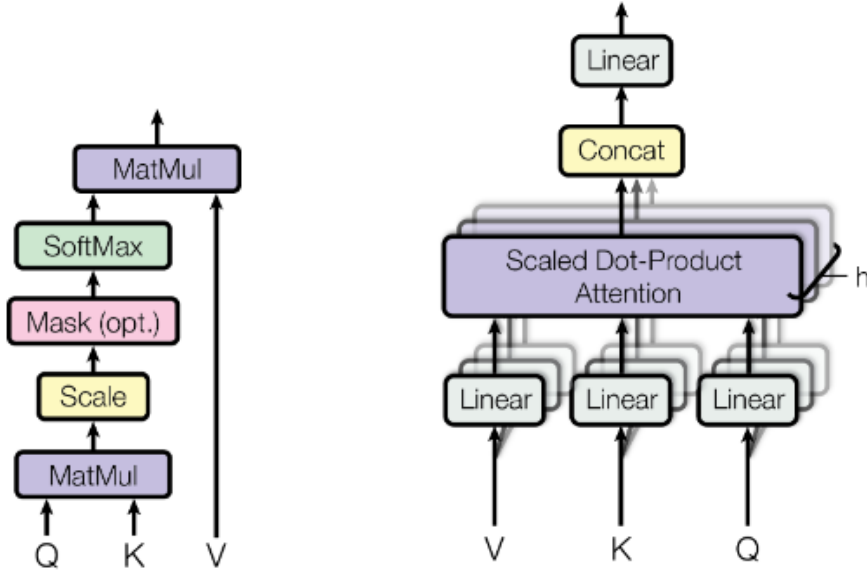 MatMul
SoftMax
Mask (opt.)
Scale
MatMul
Q K V
Linear
Concat
Scaled Dot-Product
Attention
h
Linear Linear Linear
V K Q